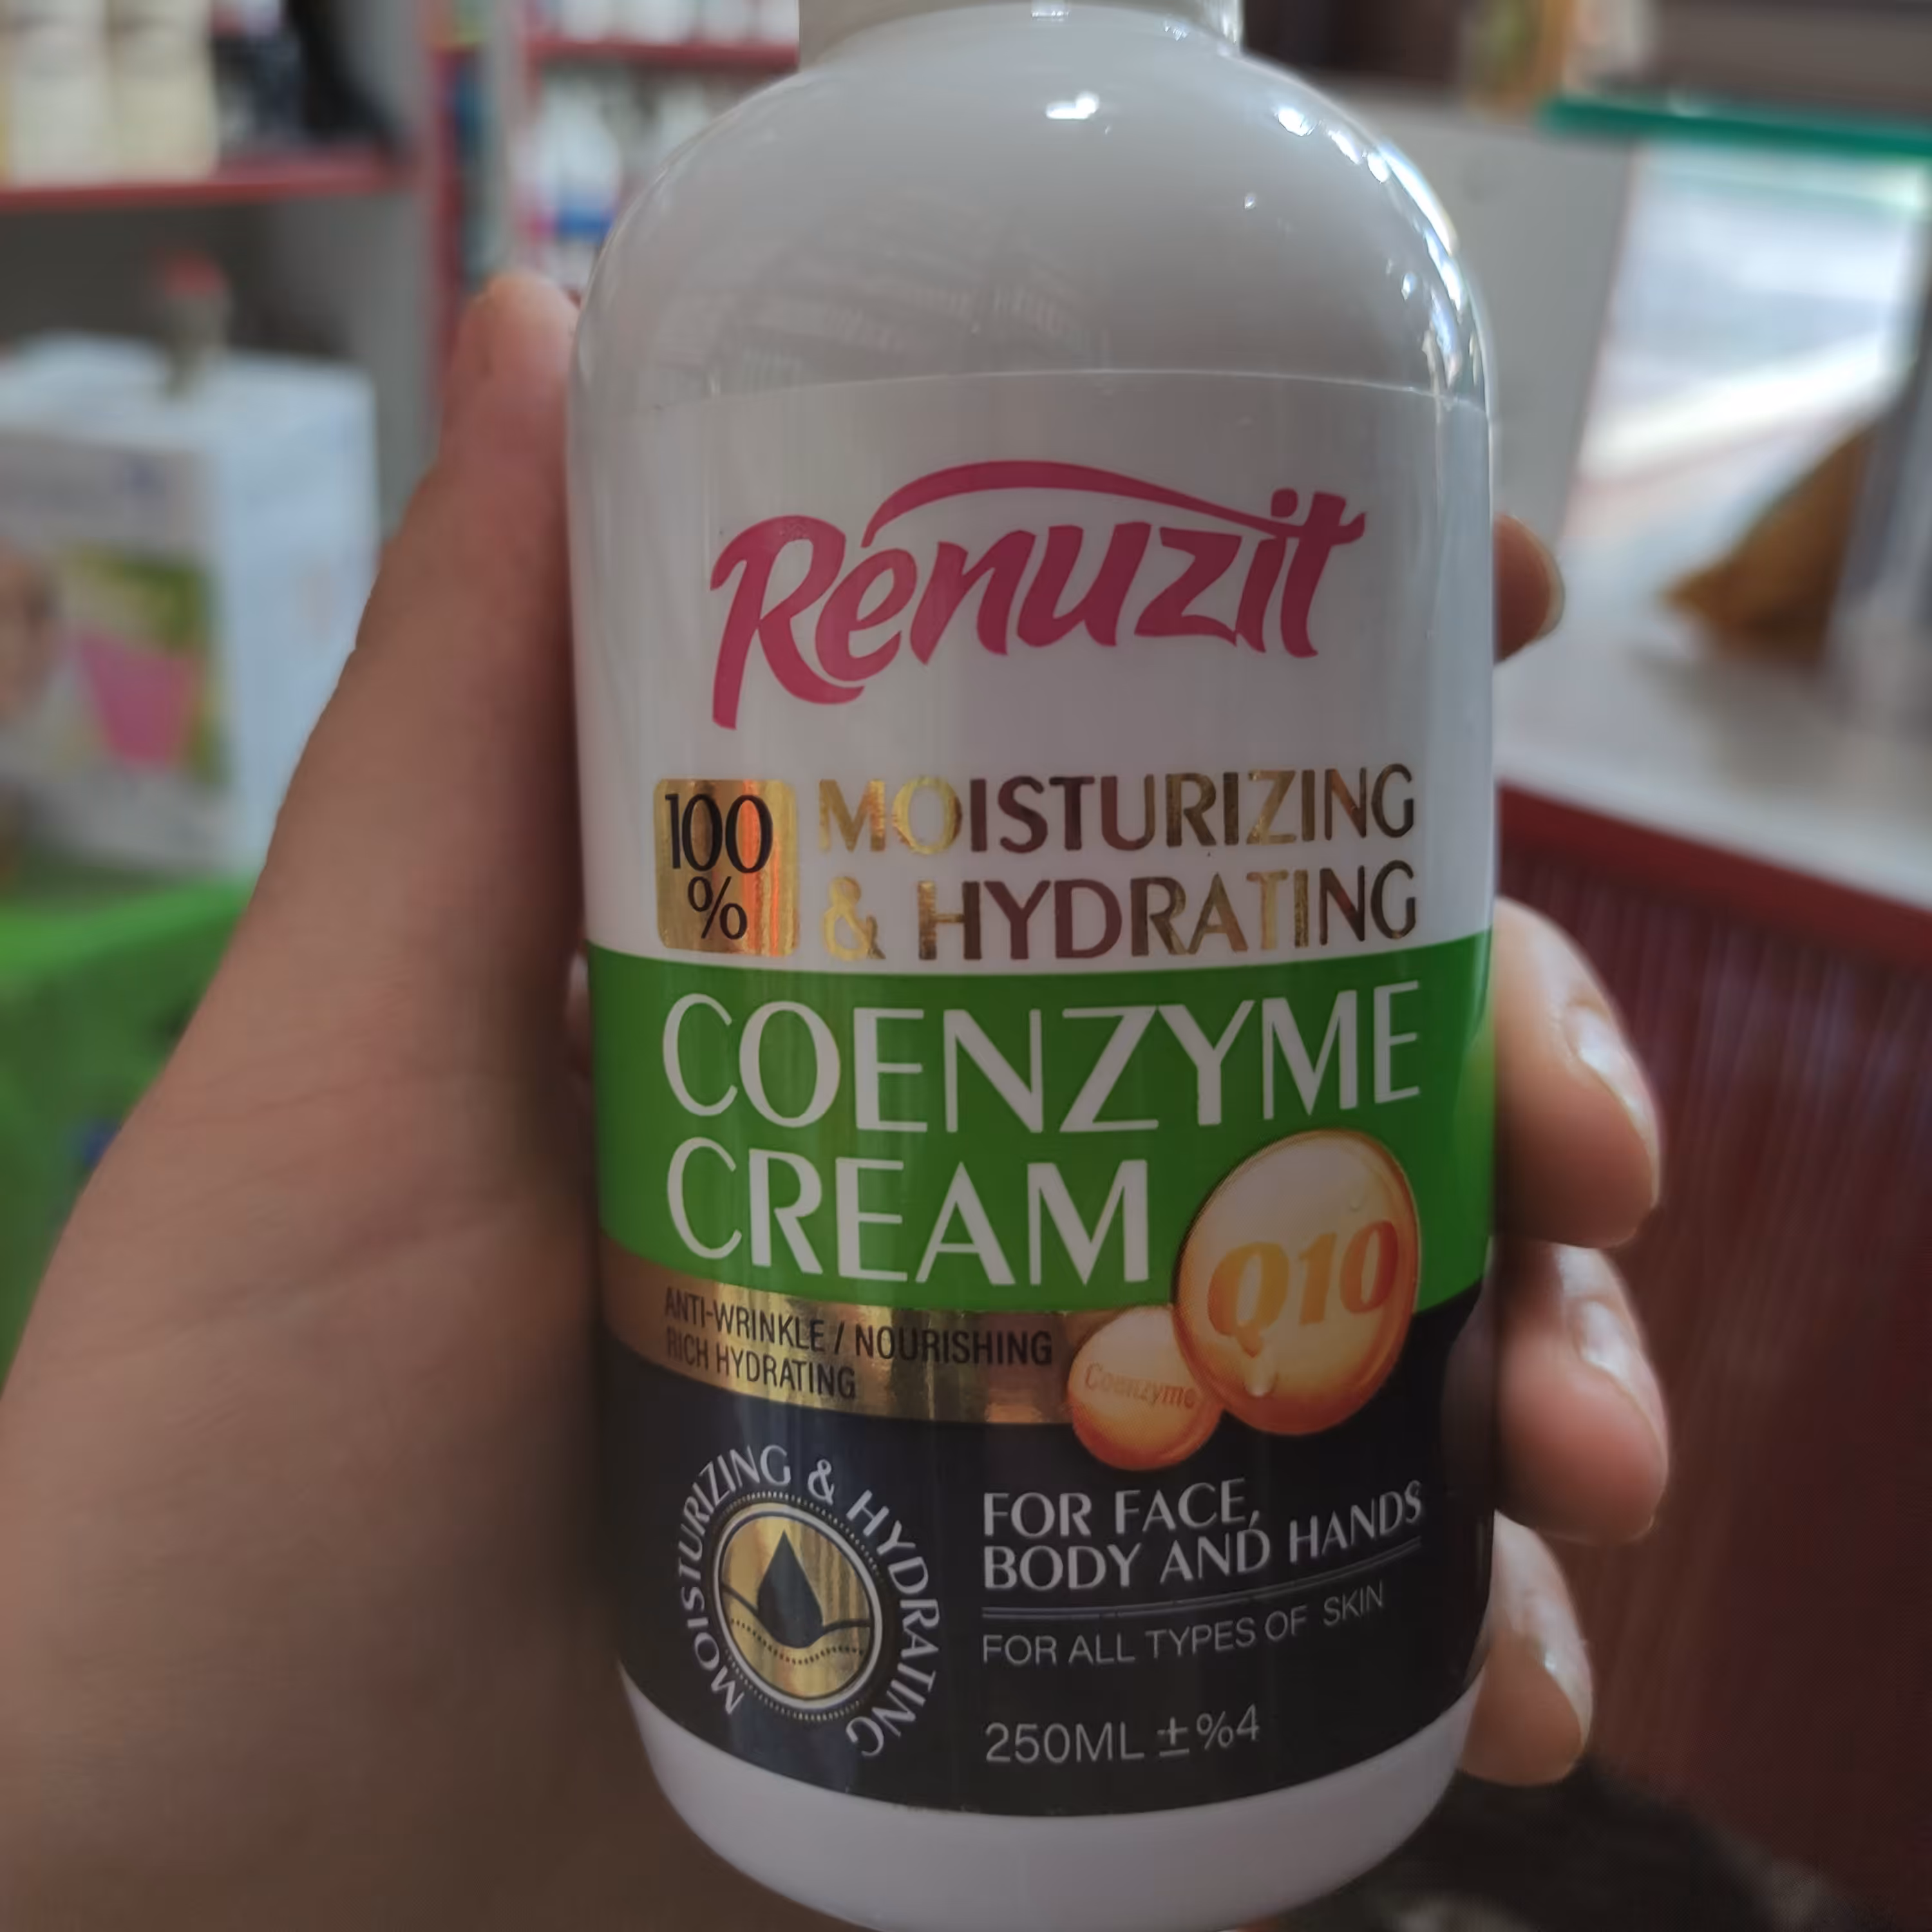 Renuzit
100
%
MOISTURIZING
& HYDRATING
COENZYME
CREAM
Q10
Coenzyme
ANTI-WRINKLE / NOURISHING
RICH HYDRATING
MOISTURIZING & HYDRATING
FOR FACE,
BODY AND HANDS
FOR ALL TYPES OF SKIN
250ML ±%4